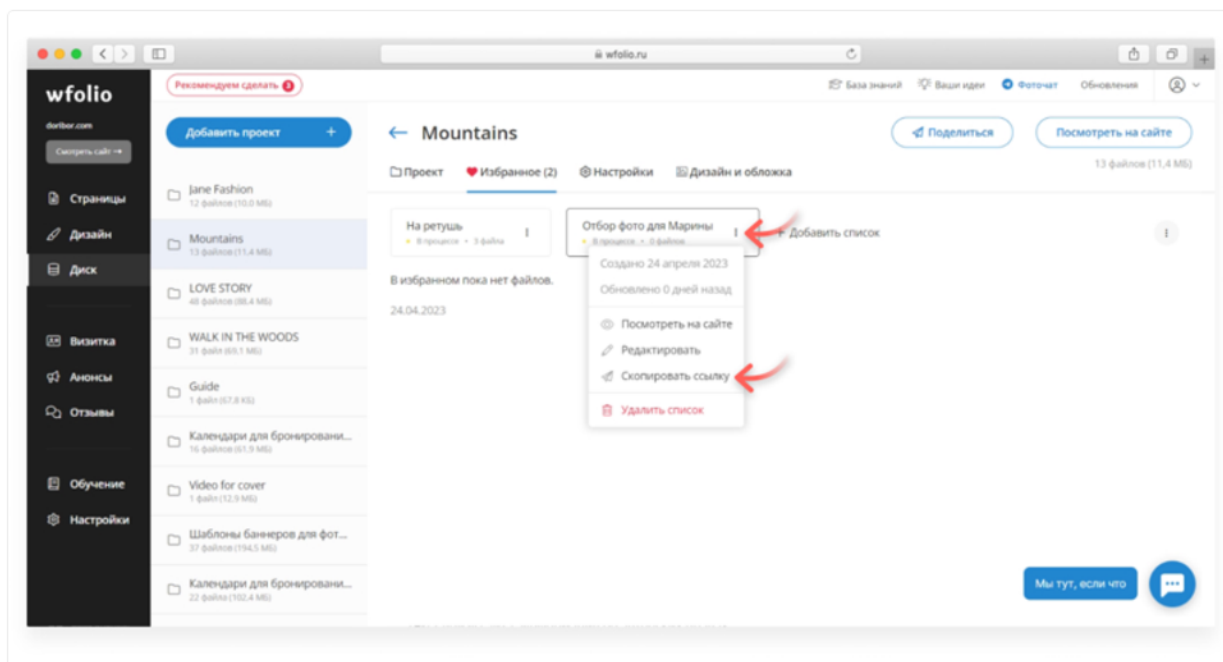 wfolio.ru
wfolio
dortber.com
Смотреть сайт →
Страницы
Дизайн
Диск
Визитка
Анонсы
Отзывы
Обучение
Настройки
Рекомендуем сделать 3
База знаний
Ваши идеи
Фоточат
Обновления
Добавить проект +
Jane Fashion
12 файлов (10.0 МБ)
Mountains
13 файлов (11.4 МБ)
LOVE STORY
48 файлов (88.4 МБ)
WALK IN THE WOODS
31 файл (69.1 МБ)
Guide
1 файл (57.8 КБ)
Календари для бронировани...
16 файлов (61,9 МБ)
Video for cover
1 файл (12.9 МБ)
Шаблоны баннеров для фот...
37 файлов (194.5 МБ)
Календари для бронировани...
22 файла (102.4 МБ)
← Mountains
Поделиться
Посмотреть на сайте
Проект
Избранное (2)
Настройки
Дизайн и обложка
13 файлов (11,4 МБ)
На ретушь
В процессе • 3 файла
Отбор фото для Марины
В процессе • 0 файлов
+ Добавить список
В избранном пока нет файлов.
24.04.2023
Создано 24 апреля 2023
Обновлено 0 дней назад
Посмотреть на сайте
Редактировать
Скопировать ссылку
Удалить список
Мы тут, если что